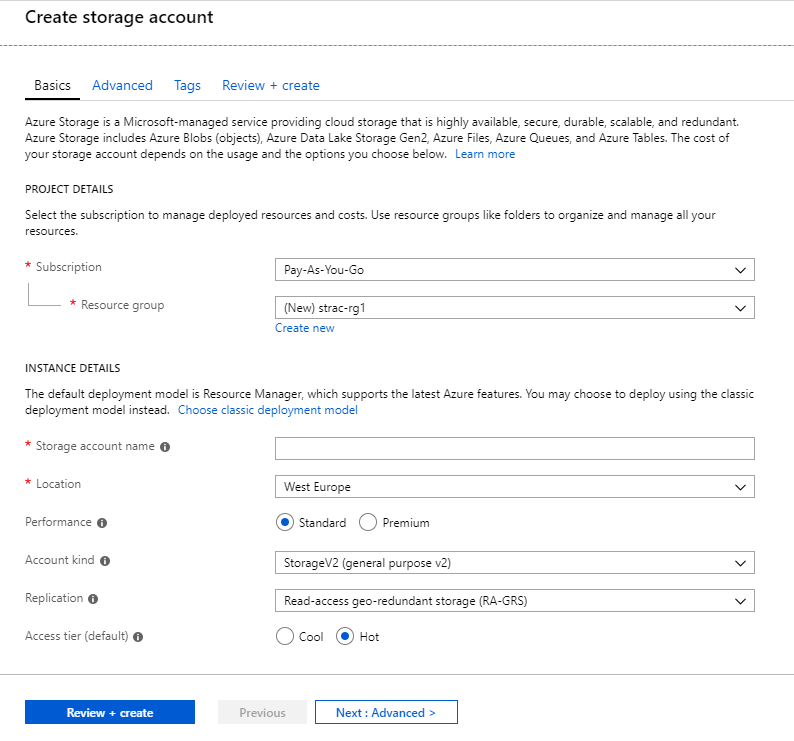 Create storage account
Basics Advanced Tags Review + create
Azure Storage is a Microsoft-managed service providing cloud storage that is highly available, secure, durable, scalable, and redundant.
Azure Storage includes Azure Blobs (objects), Azure Data Lake Storage Gen2, Azure Files, Azure Queues, and Azure Tables. The cost of
your storage account depends on the usage and the options you choose below. Learn more
PROJECT DETAILS
Select the subscription to manage deployed resources and costs. Use resource groups like folders to organize and manage all your
resources.
* Subscription Pay-As-You-Go
* Resource group (New) strac-rg1
Create new
INSTANCE DETAILS
The default deployment model is Resource Manager, which supports the latest Azure features. You may choose to deploy using the classic
deployment model instead. Choose classic deployment model
* Storage account name
* Location West Europe
Performance Standard Premium
Account kind StorageV2 (general purpose v2)
Replication Read-access geo-redundant storage (RA-GRS)
Access tier (default) Cool Hot
Review + create Previous Next : Advanced >